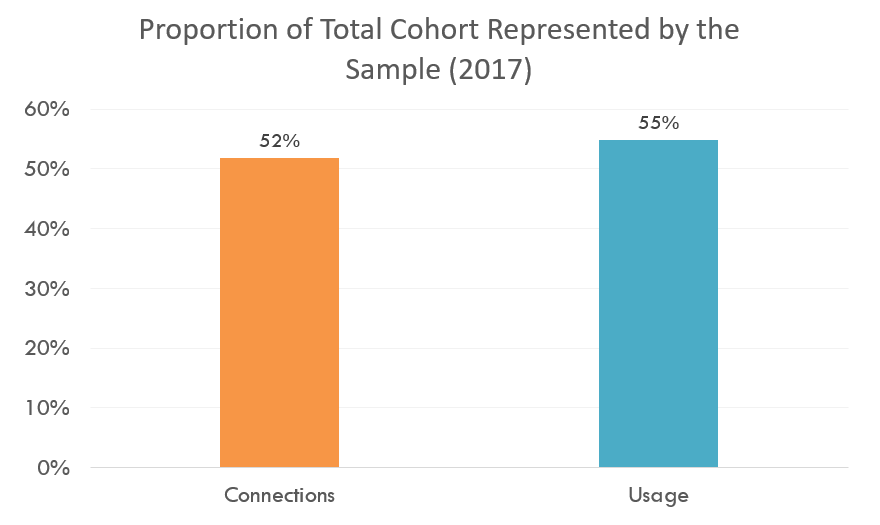 Proportion of Total Cohort Represented by the
Sample (2017)
60%
50%
40%
30%
20%
10%
0%
52%
55%
Connections
Usage